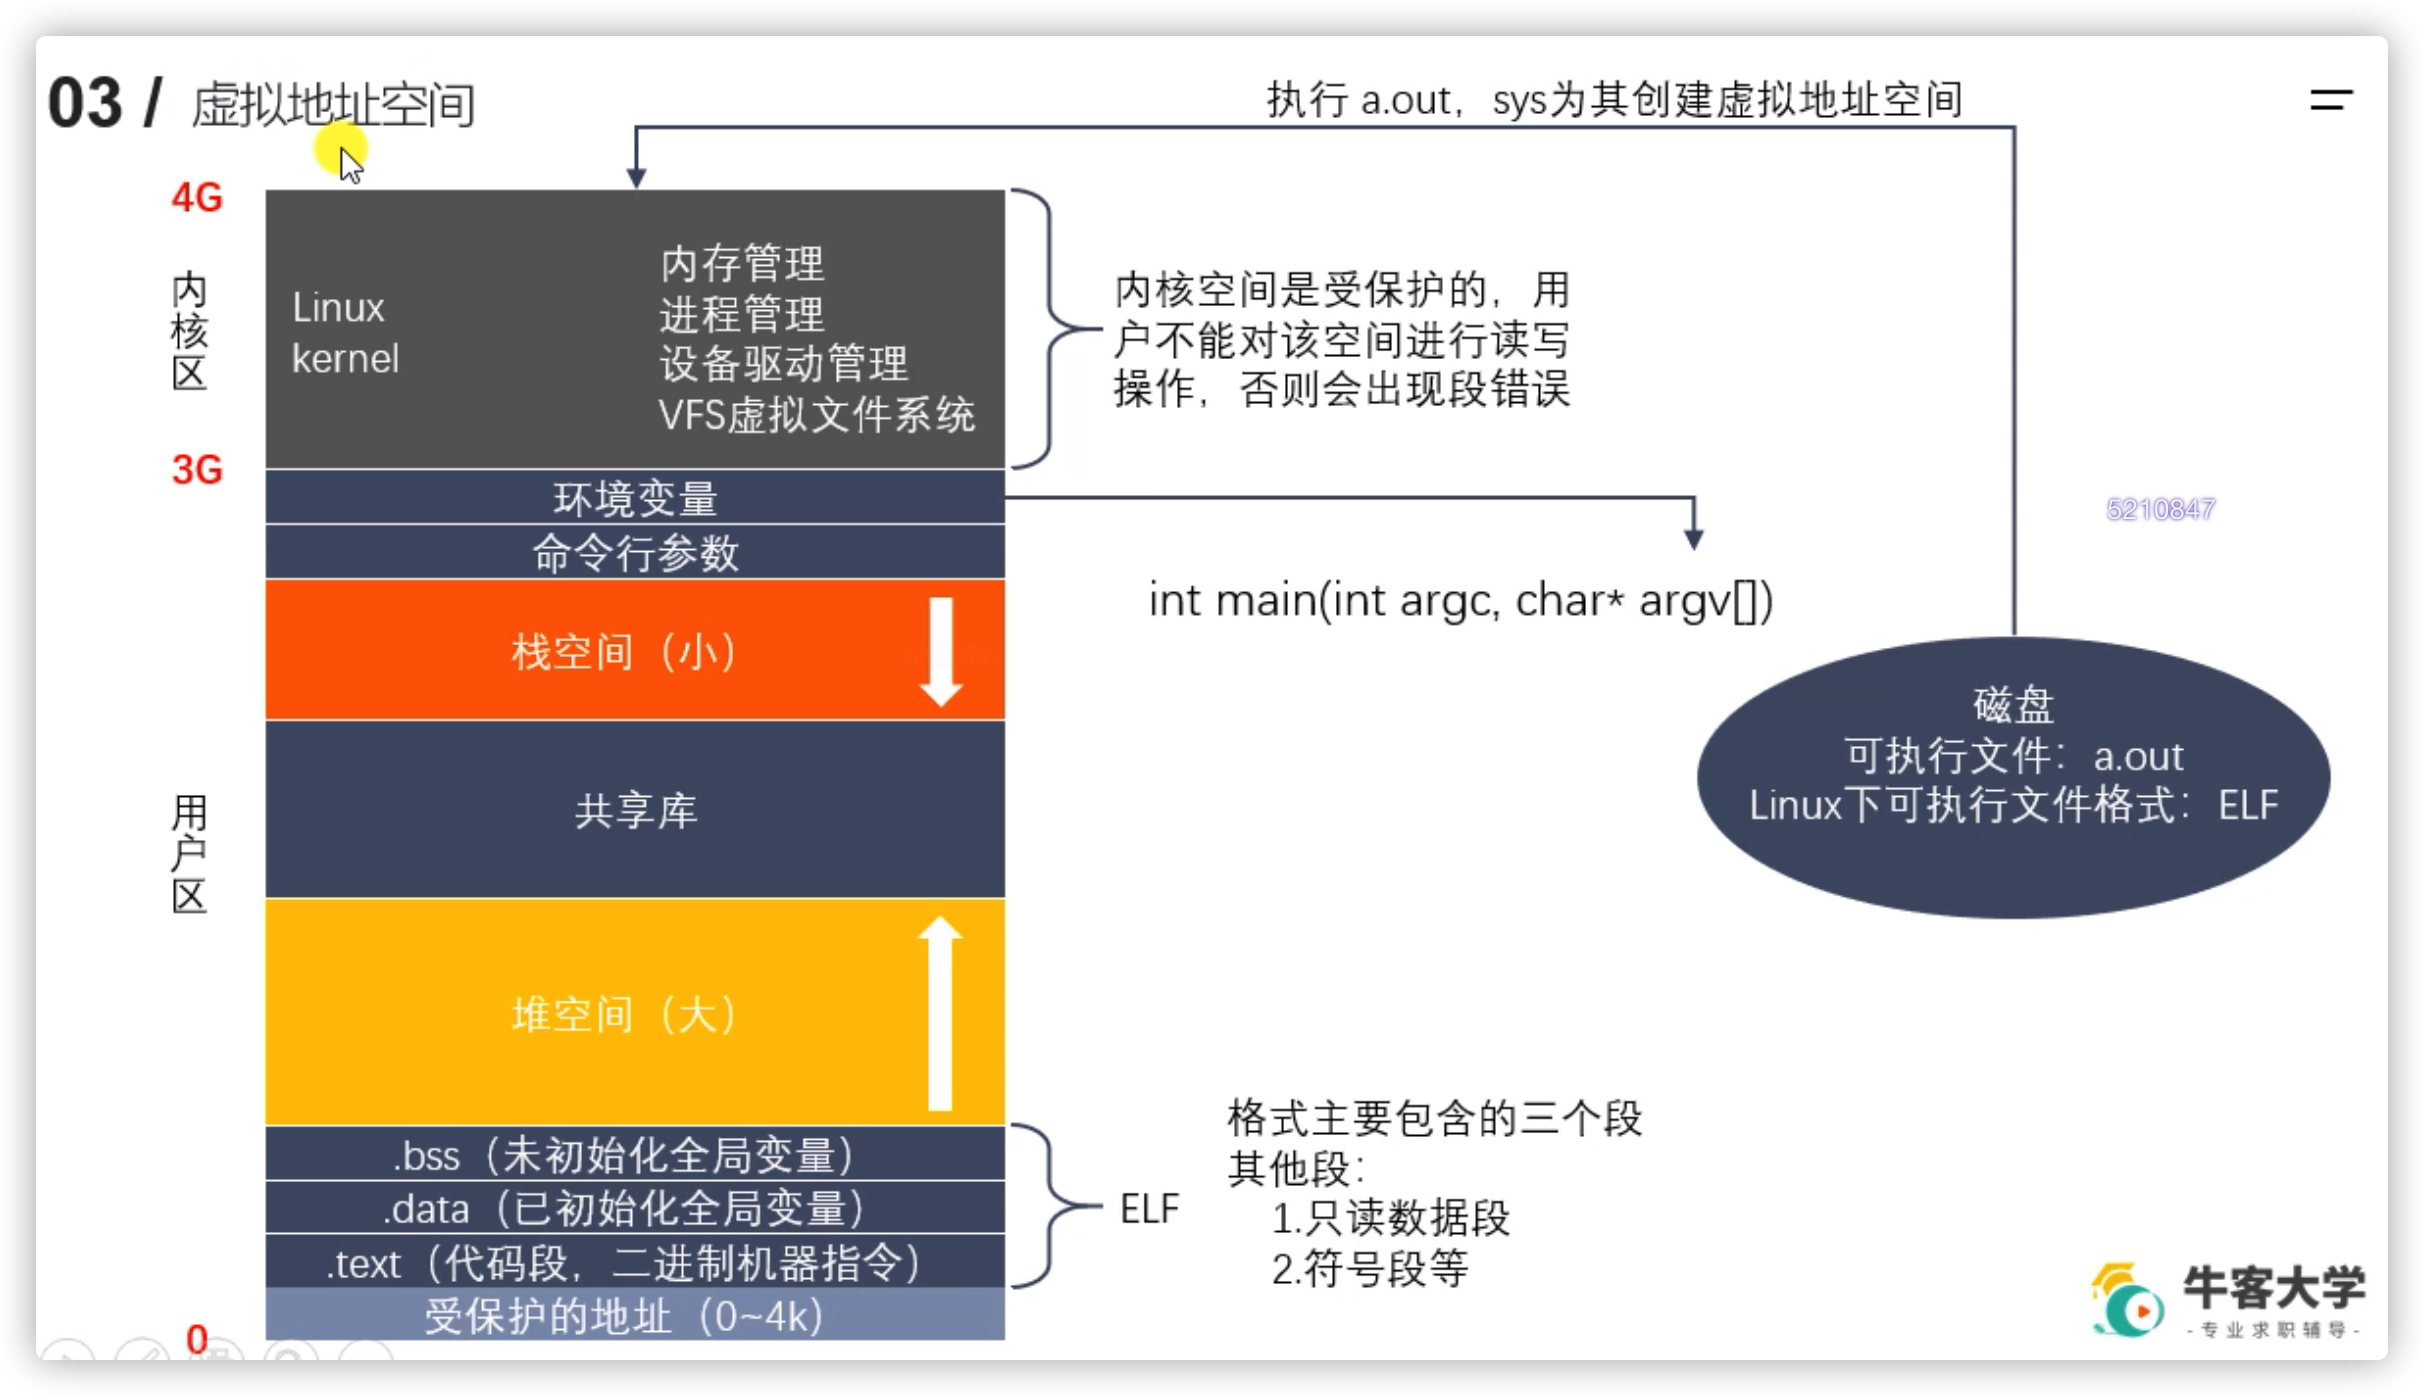 03 / 虚拟地址空间
执行 a.out，sys为其创建虚拟地址空间
4G
内核区
Linux
kernel
内存管理
进程管理
设备驱动管理
VFS虚拟文件系统
内核空间是受保护的，用
户不能对该空间进行读写
操作，否则会出现段错误
3G
环境变量
命令行参数
int main(int argc, char* argv[])
5210847
栈空间（小）
用户区
共享库
磁盘
可执行文件：a.out
Linux下可执行文件格式：ELF
堆空间（大）
.bss（未初始化全局变量）
.data（已初始化全局变量）
.text（代码段，二进制机器指令）
受保护的地址（0~4k）
0
ELF
格式主要包含的三个段
其他段：
1.只读数据段
2.符号段等
牛客大学
-专业求职辅导-